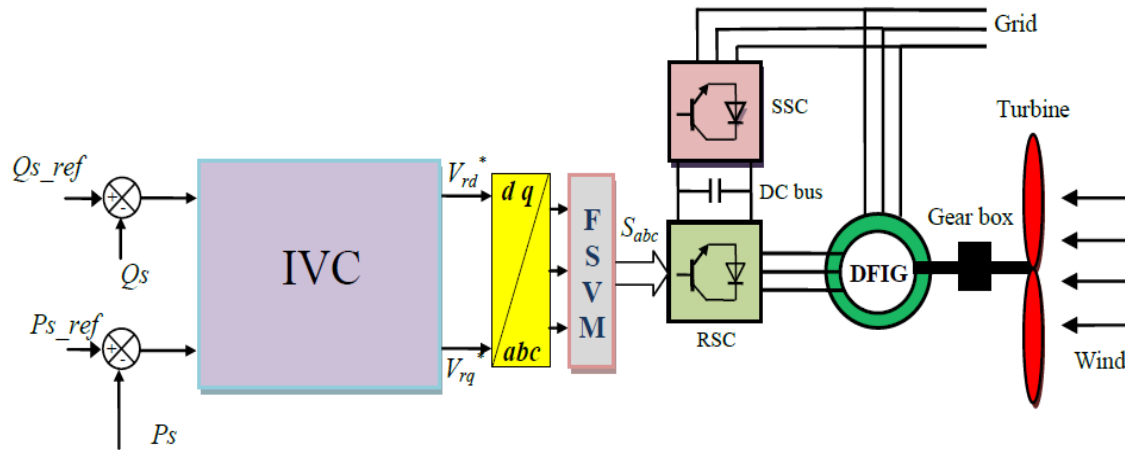 Grid
SSC
Turbine
Qs_ref
+
-
Qs
Vrd*
d q
DC bus
Gear box
IVC
F
S
V
M
Sabc
DFIG
Ps_ref
+
-
abc
RSC
Vrq*
Wind
Ps